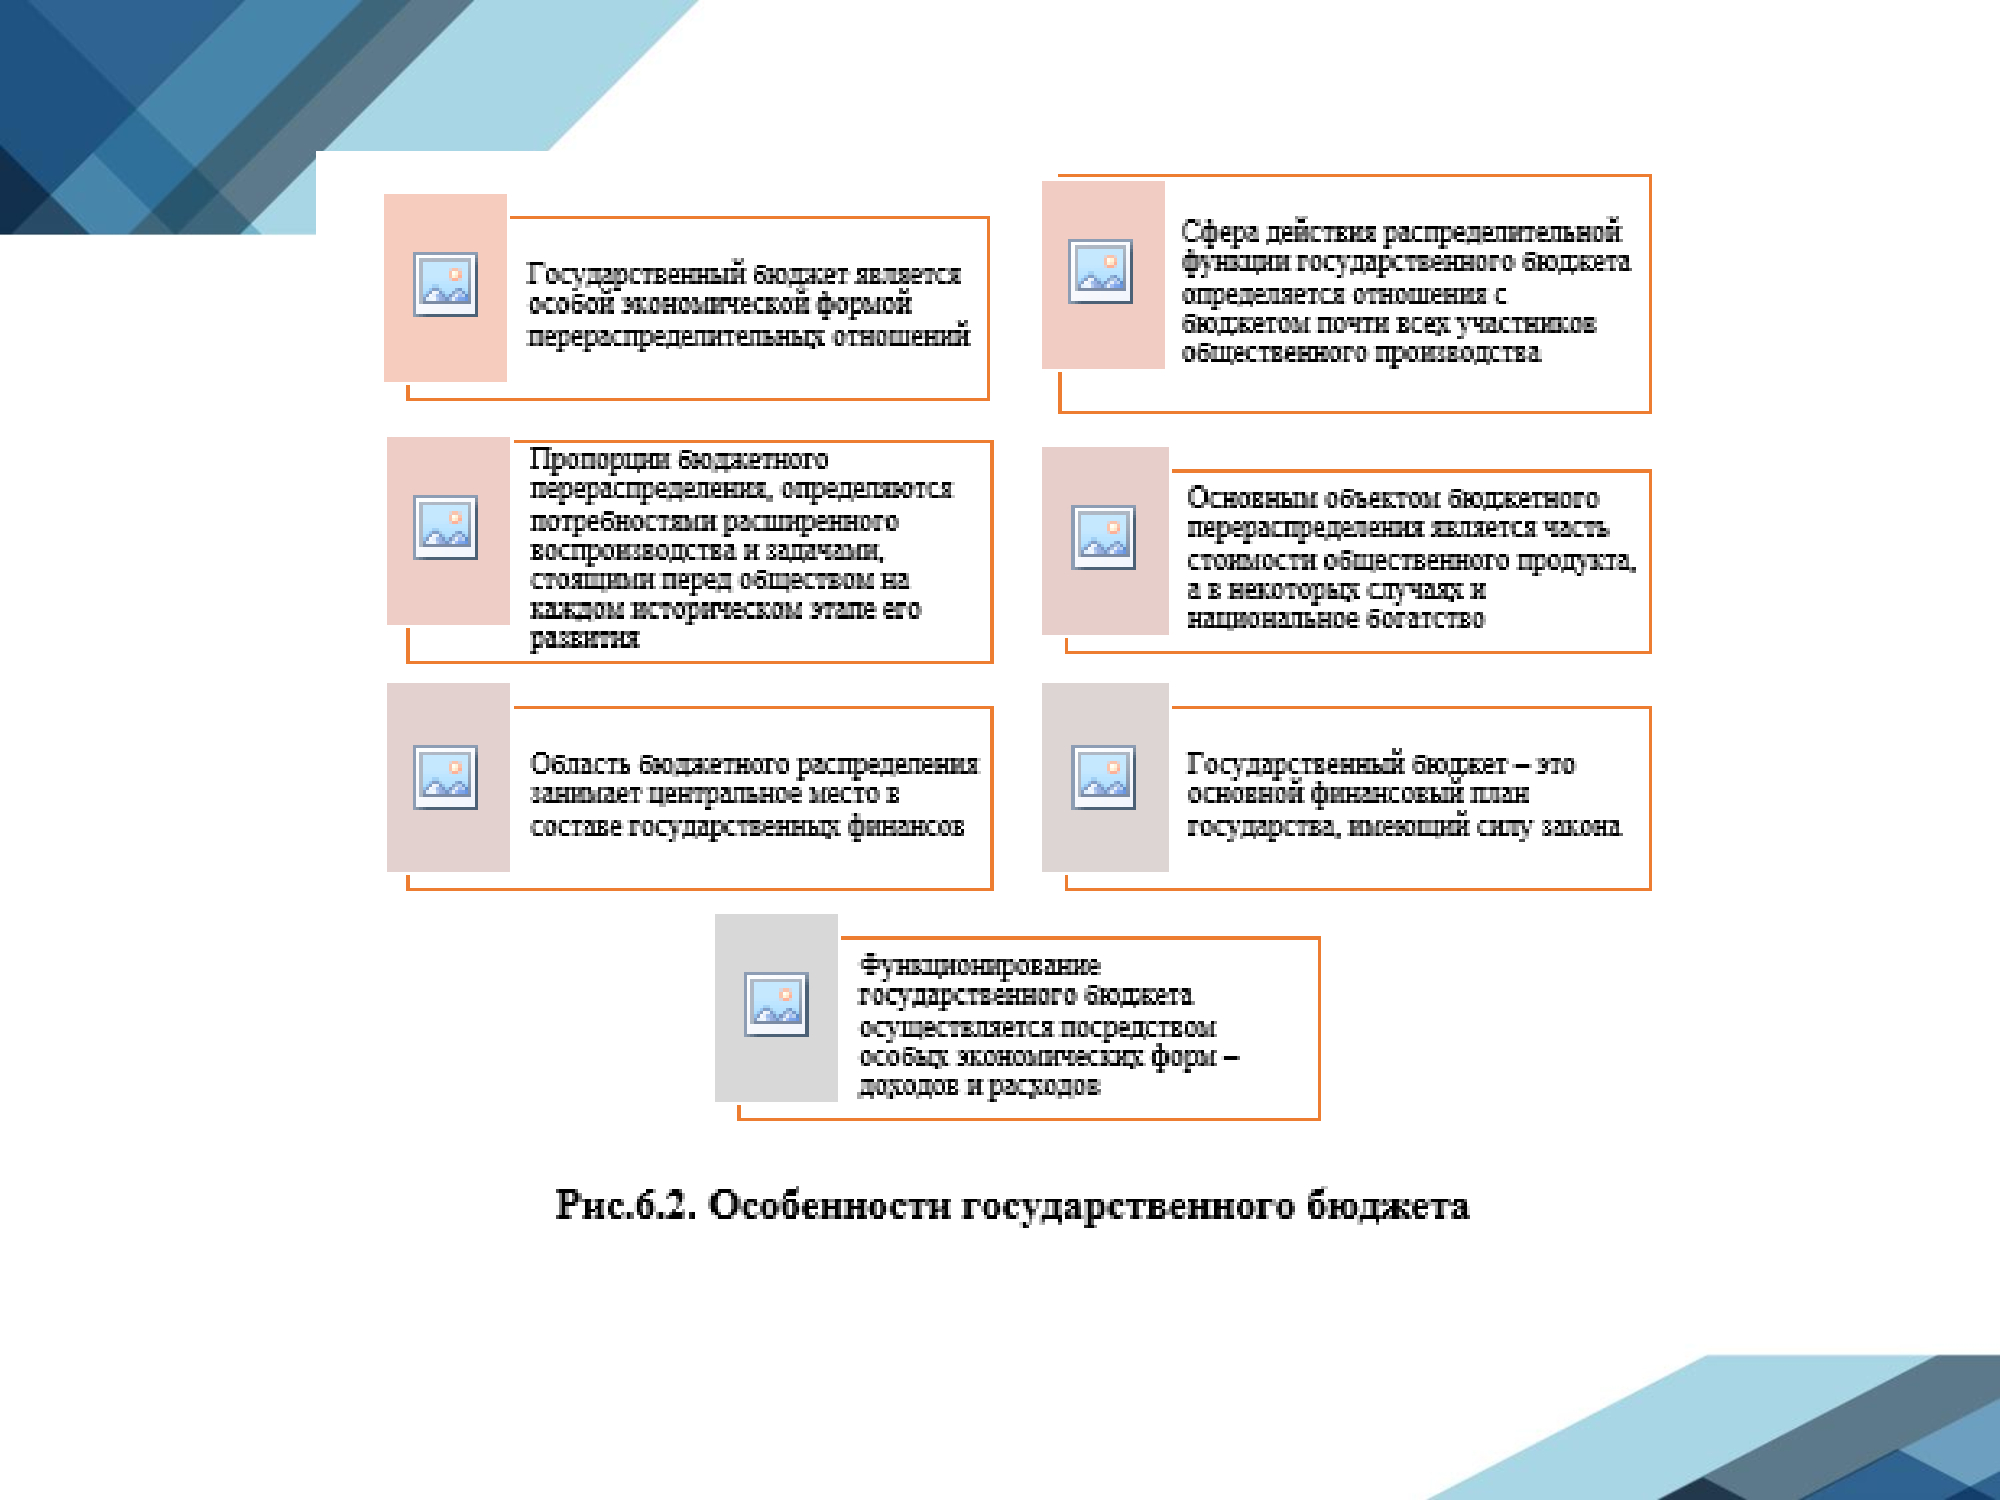 Государственный бюджет является
особой экономической формой
перераспределительных отношений
Сфера действия распределительной
функции государственного бюджета
определяется отношения с
бюджетом почти всех участников
общественного производства
Пропорции бюджетного
перераспределения, определяются
потребностями расширенного
воспроизводства и задачами,
стоящими перед обществом на
каждом историческом этапе его
развития
Основным объектом бюджетного
перераспределения является часть
стоимости общественного продукта,
а в некоторых случаях и
национальное богатство
Область бюджетного распределения
занимает центральное место в
составе государственных финансов
Государственный бюджет – это
основной финансовый план
государства, имеющий силу закона
Функционирование
государственного бюджета
осуществляется посредством
особых экономических форм –
доходов и расходов
Рис.6.2. Особенности государственного бюджета